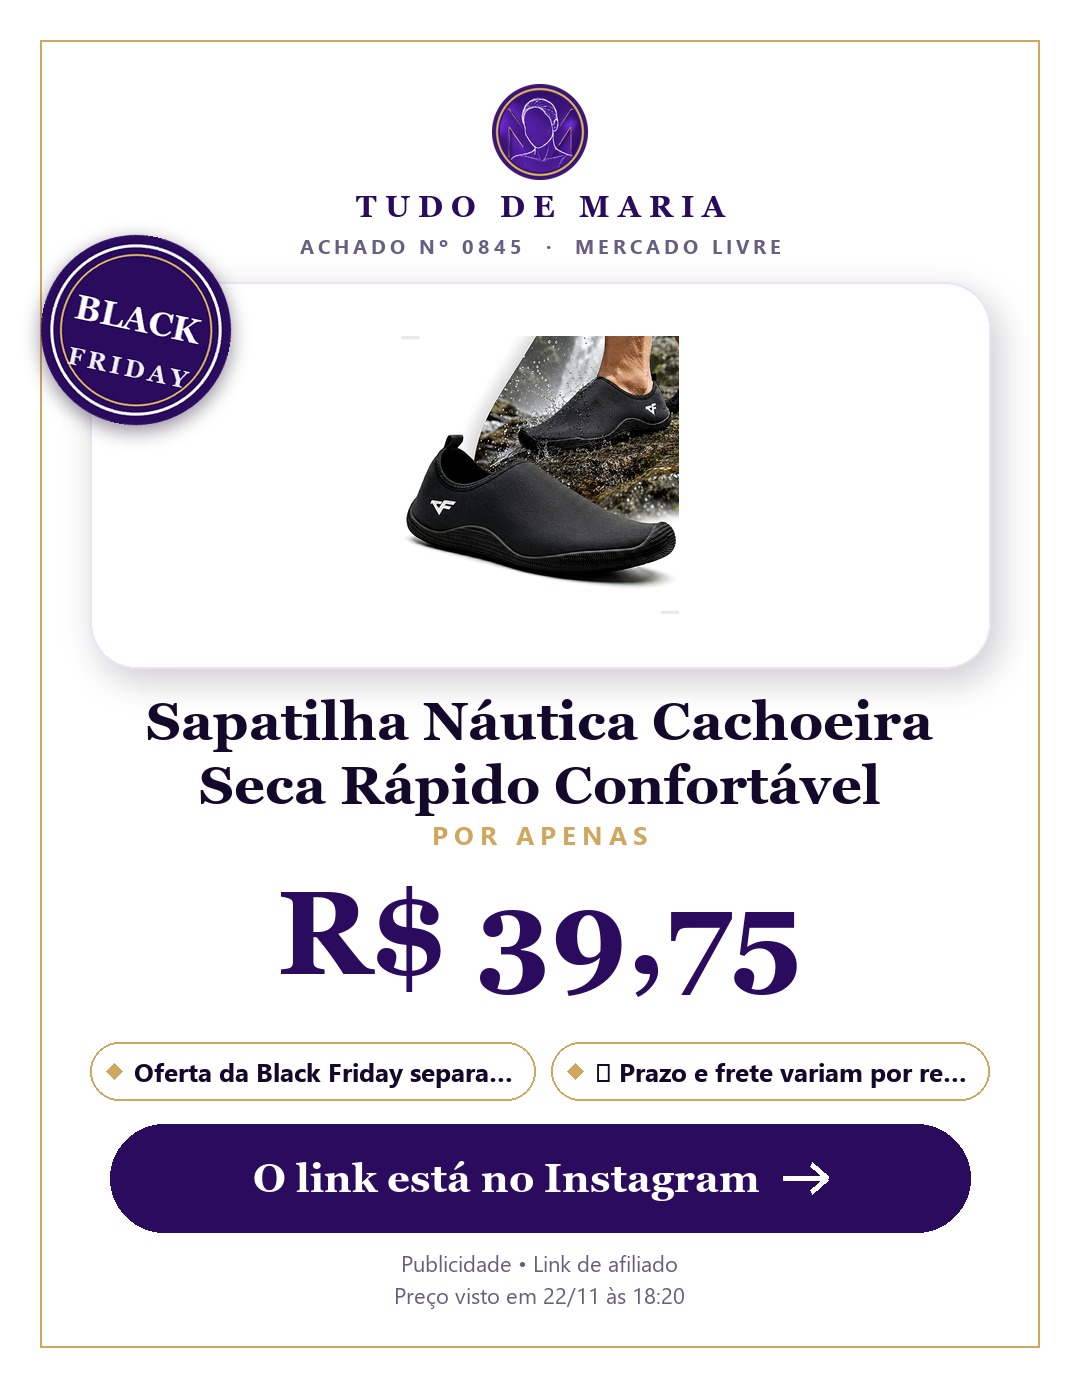 TUDO DE MARIA
ACHADO Nº 0845 · MERCADO LIVRE
BLACK
FRIDAY
Sapatilha Náutica Cachoeira
Seca Rápido Confortável
POR APENAS
R$ 39,75
Oferta da Black Friday separa...
Prazo e frete variam por re...
O link está no Instagram →
Publicidade • Link de afiliado
Preço visto em 22/11 às 18:20